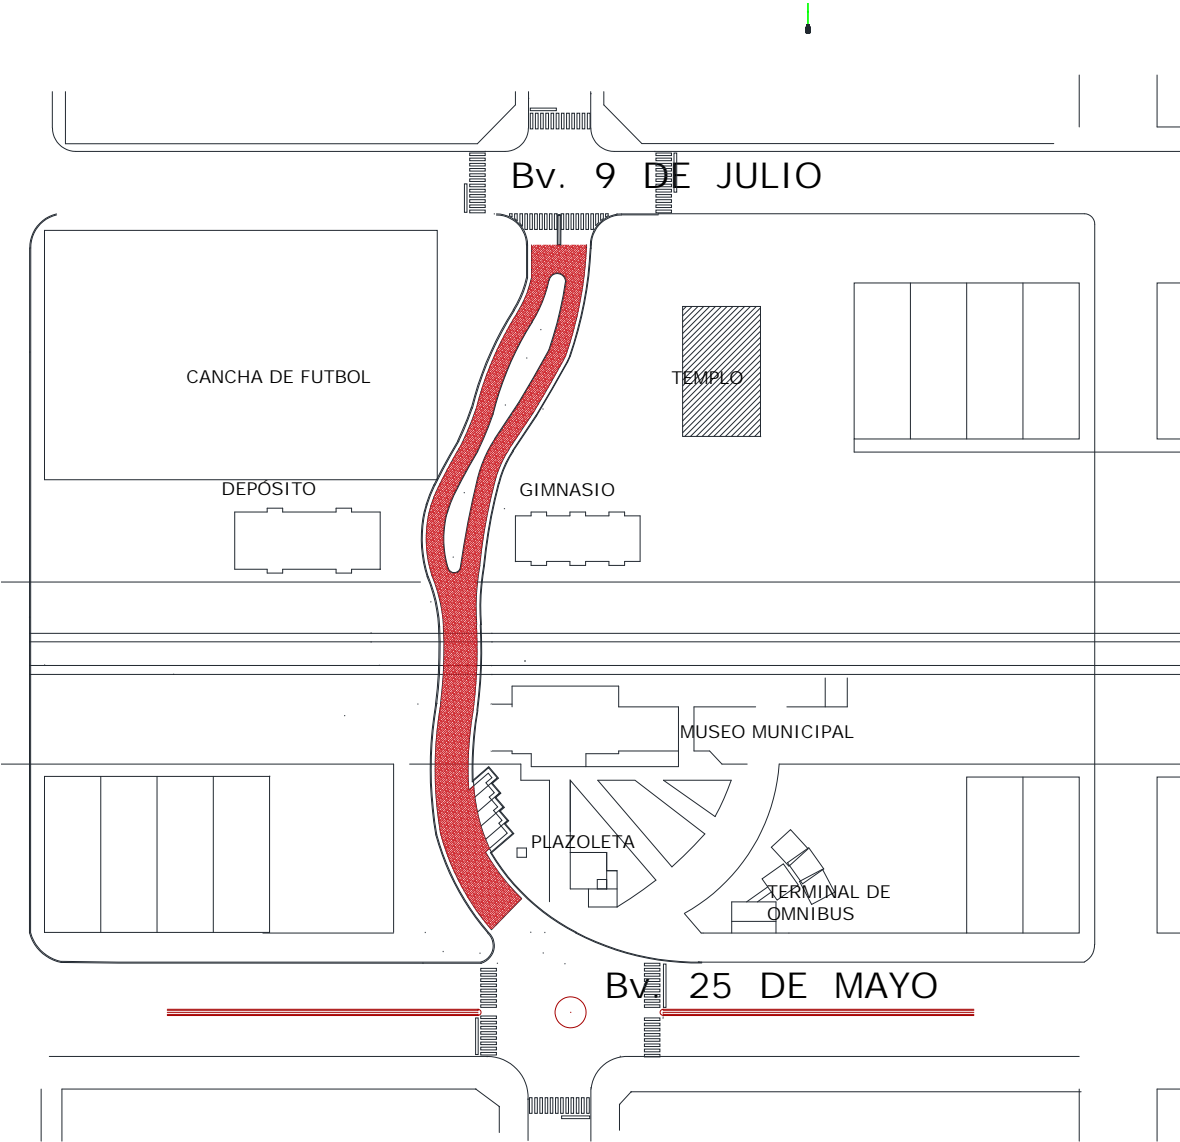 Bv. 9 DE JULIO
CANCHA DE FUTBOL
TEMPLO
DEPÓSITO
GIMNASIO
MUSEO MUNICIPAL
PLAZOLETA
TERMINAL DE
OMNIBUS
Bv. 25 DE MAYO